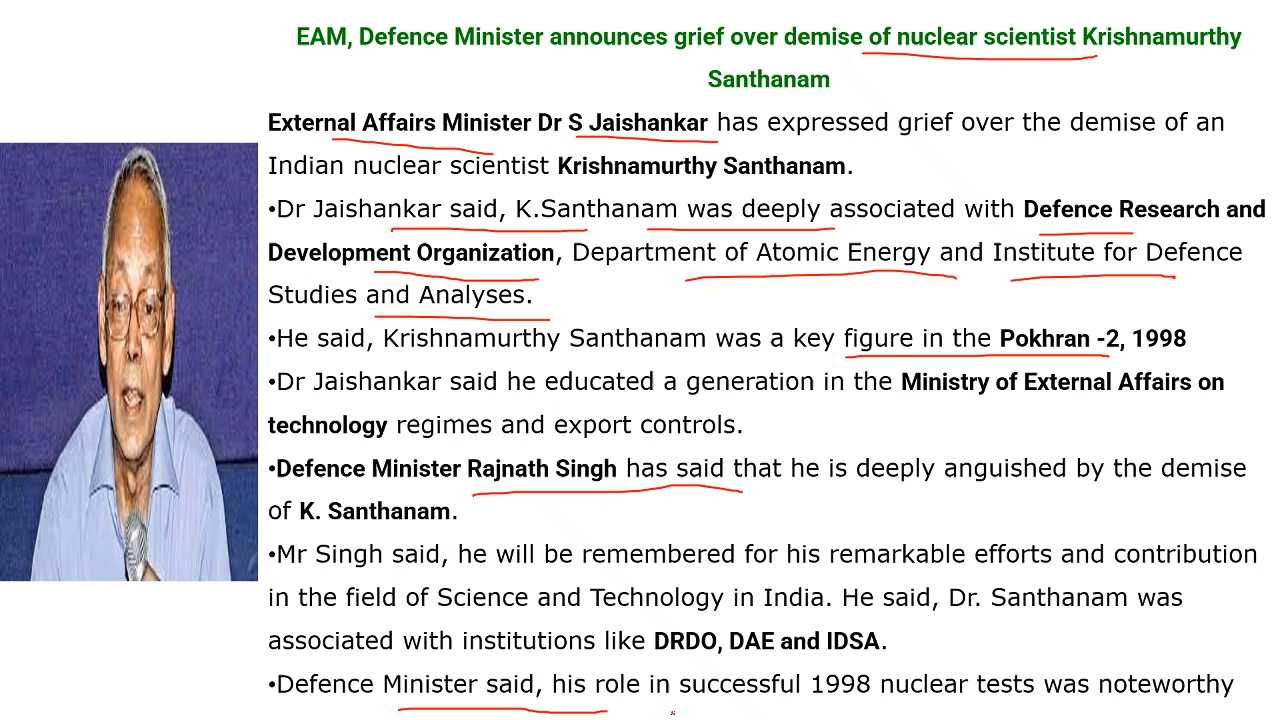 EAM, Defence Minister announces grief over demise of nuclear scientist Krishnamurthy
Santhanam
External Affairs Minister Dr S Jaishankar has expressed grief over the demise of an
Indian nuclear scientist Krishnamurthy Santhanam.
•Dr Jaishankar said, K.Santhanam was deeply associated with Defence Research and
Development Organization, Department of Atomic Energy and Institute for Defence
Studies and Analyses.
•He said, Krishnamurthy Santhanam was a key figure in the Pokhran -2, 1998
•Dr Jaishankar said he educated a generation in the Ministry of External Affairs on
technology regimes and export controls.
•Defence Minister Rajnath Singh has said that he is deeply anguished by the demise
of K. Santhanam.
•Mr Singh said, he will be remembered for his remarkable efforts and contribution
in the field of Science and Technology in India. He said, Dr. Santhanam was
associated with institutions like DRDO, DAE and IDSA.
•Defence Minister said, his role in successful 1998 nuclear tests was noteworthy